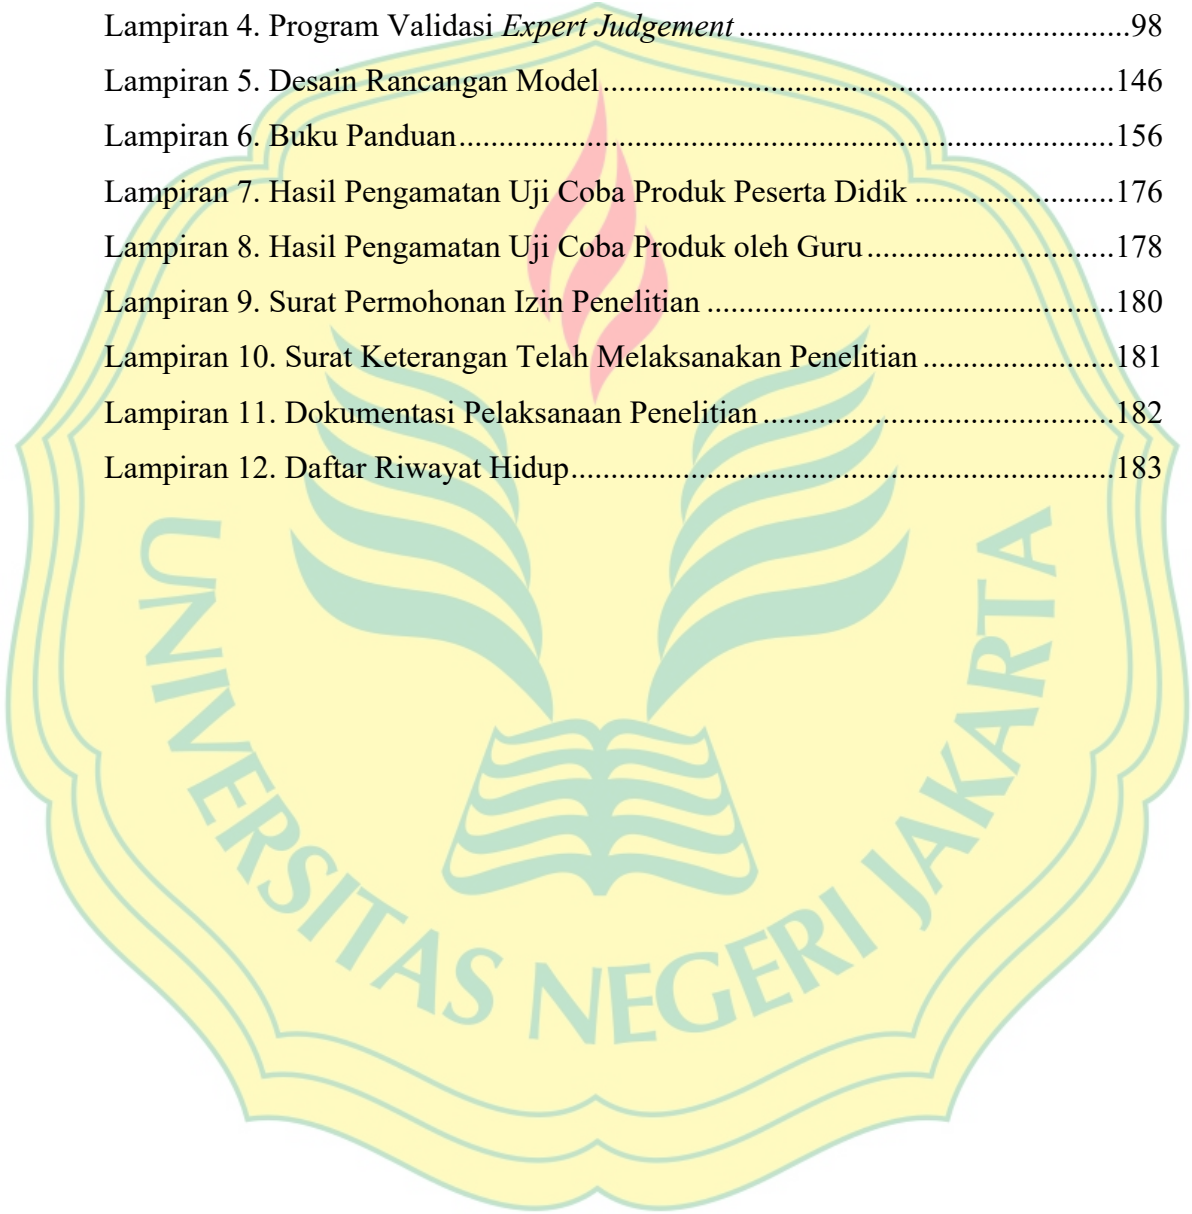 Lampiran 4. Program Validasi Expert Judgement.................................................98
Lampiran 5. Desain Rancangan Model................................................................146
Lampiran 6. Buku Panduan..................................................................................156
Lampiran 7. Hasil Pengamatan Uji Coba Produk Peserta Didik .........................176
Lampiran 8. Hasil Pengamatan Uji Coba Produk oleh Guru...............................178
Lampiran 9. Surat Permohonan Izin Penelitian ...................................................180
Lampiran 10. Surat Keterangan Telah Melaksanakan Penelitian........................181
Lampiran 11. Dokumentasi Pelaksanaan Penelitian ............................................182
Lampiran 12. Daftar Riwayat Hidup....................................................................183
UNIVERSITAS NEGERI JAKARTA